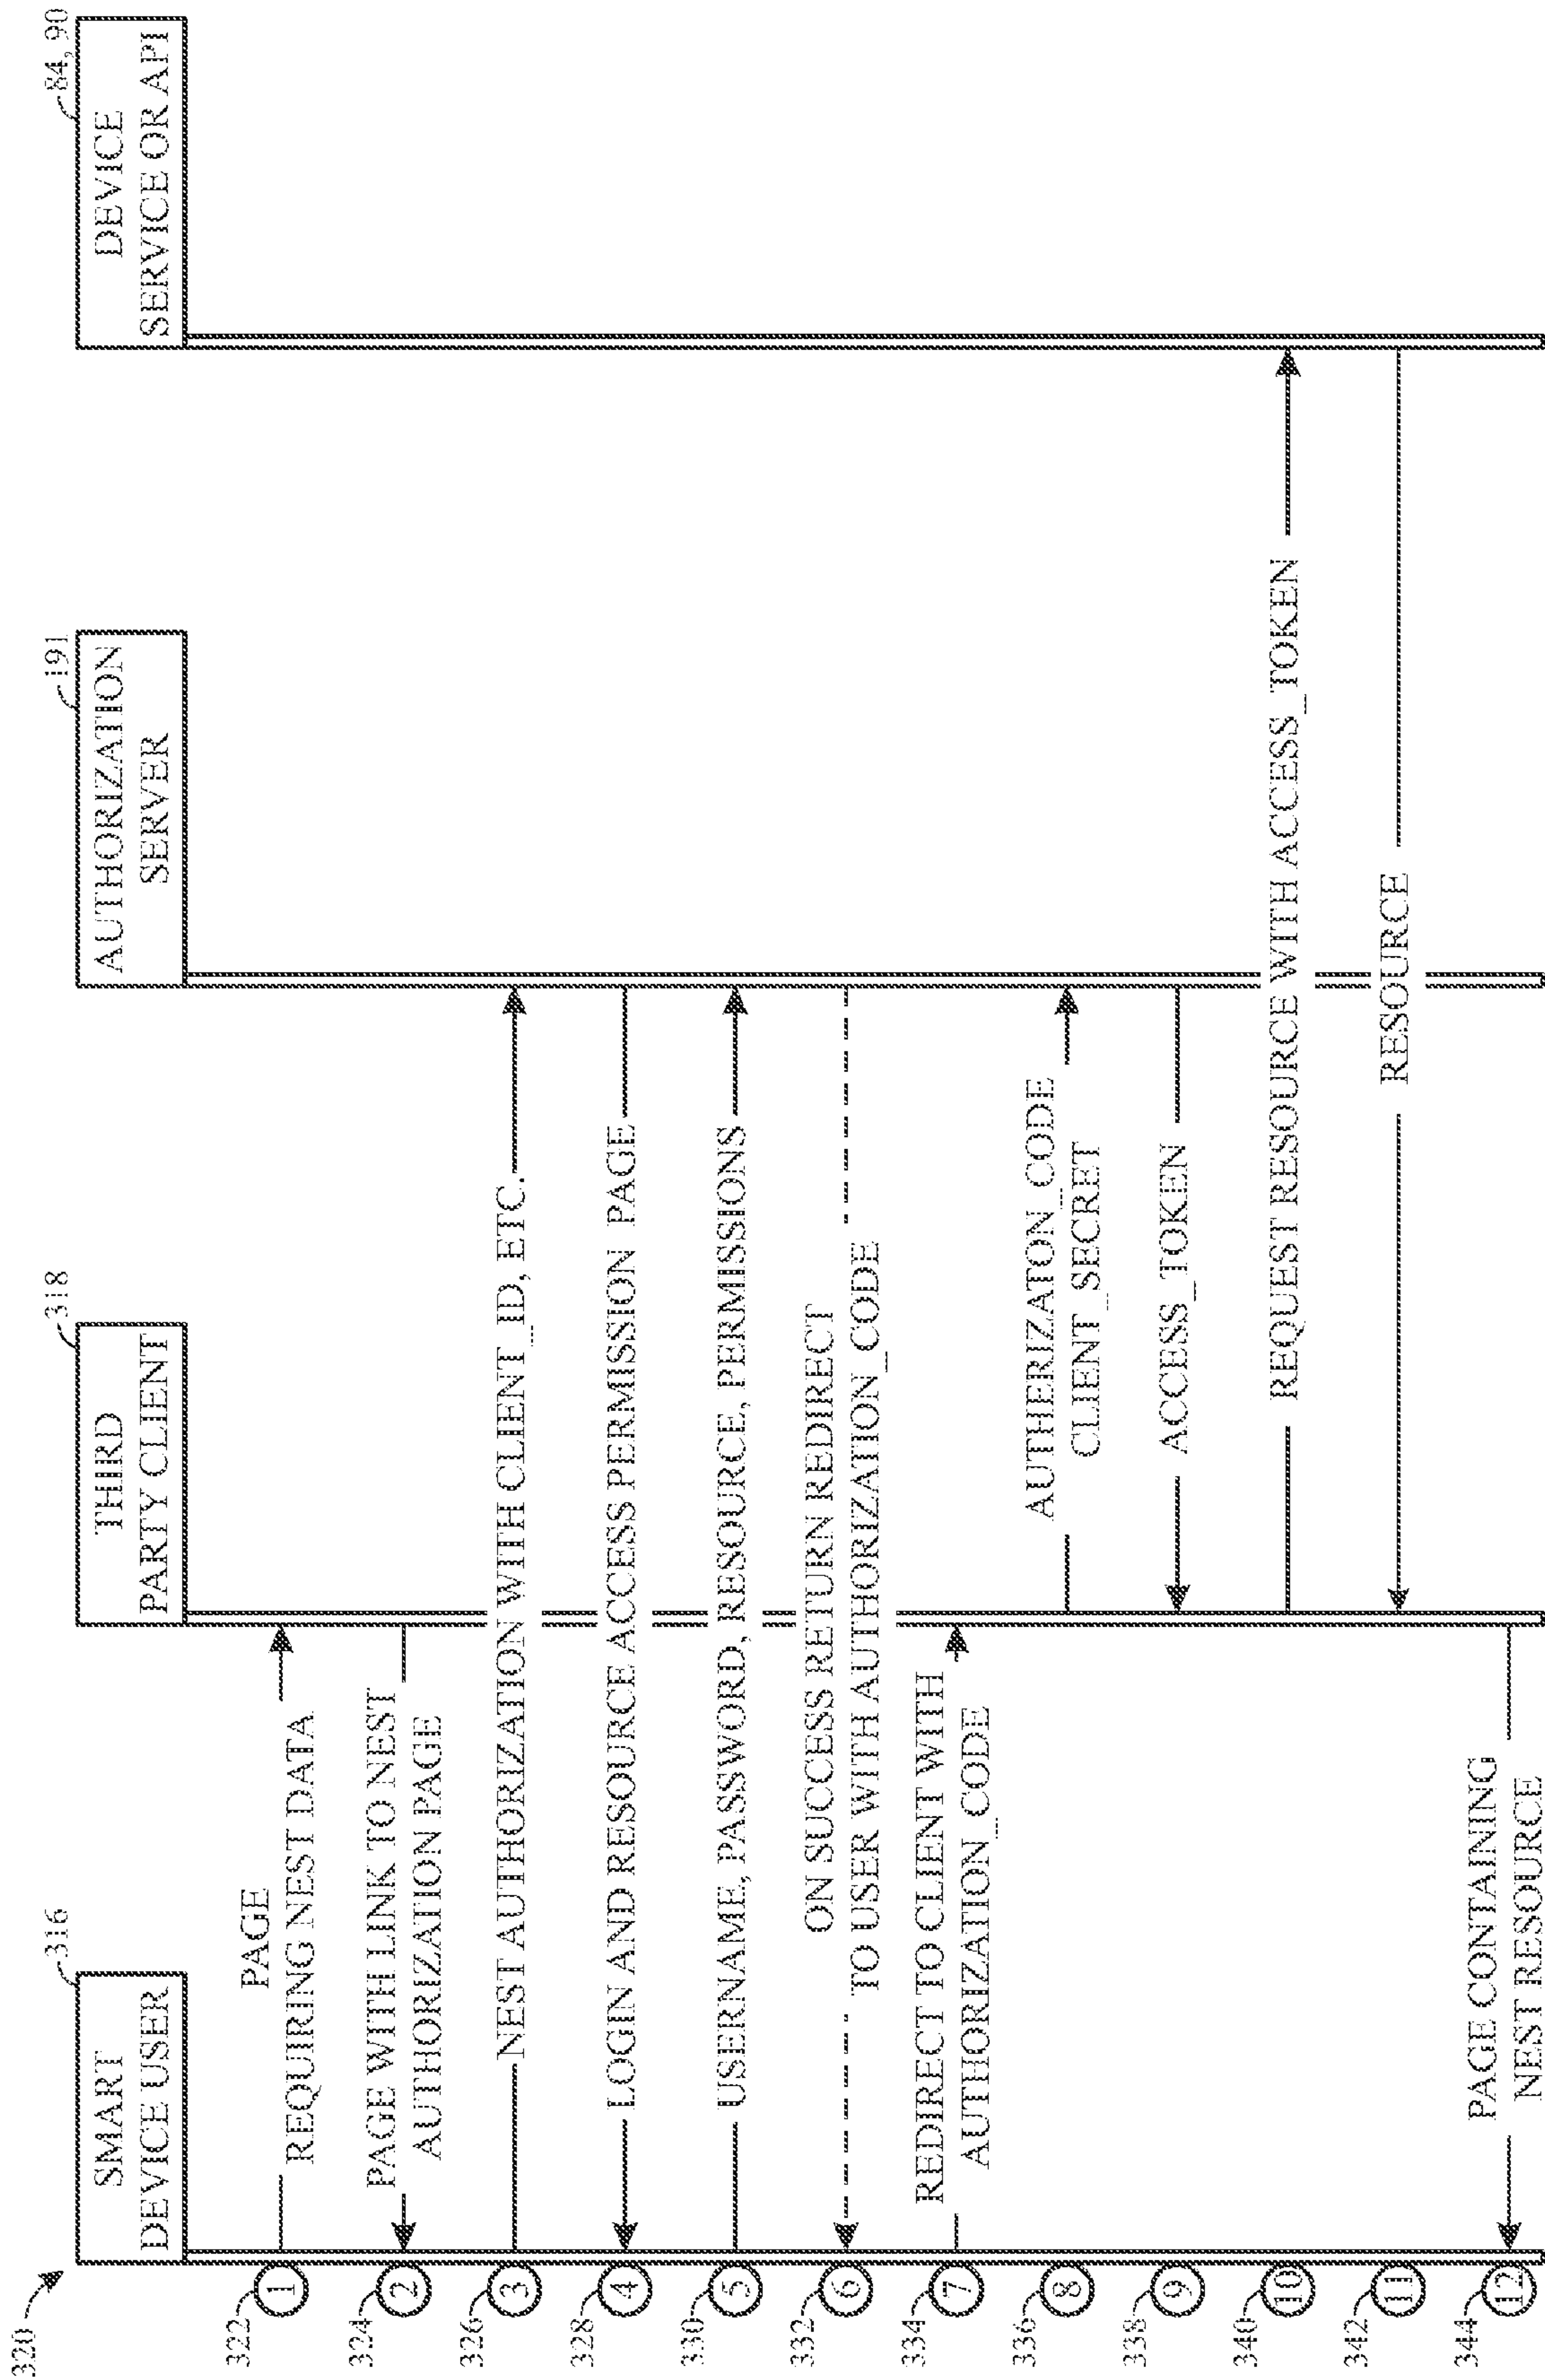 320
SMART
DEVICE USER
316
THIRD
PARTY CLIENT
318
AUTHORIZATION
SERVER
191
DEVICE
SERVICE OR API
84, 90
322
1
PAGE
REQUIRING NEST DATA
324
2
PAGE WITH LINK TO NEST
AUTHORIZATION PAGE
326
3
NEST AUTHORIZATION WITH CLIENT_ID, ETC.
328
4
LOGIN AND RESOURCE ACCESS PERMISSION PAGE
330
5
USERNAME, PASSWORD, RESOURCE, PERMISSIONS
332
6
ON SUCCESS RETURN REDIRECT
TO USER WITH AUTHORIZATION_CODE
334
7
REDIRECT TO CLIENT WITH
AUTHORIZATION_CODE
336
8
AUTHERIZATON_CODE
CLIENT_SECRET
338
9
ACCESS_TOKEN
340
10
REQUEST RESOURCE WITH ACCESS_TOKEN
342
11
RESOURCE
344
12
PAGE CONTAINING
NEST RESOURCE